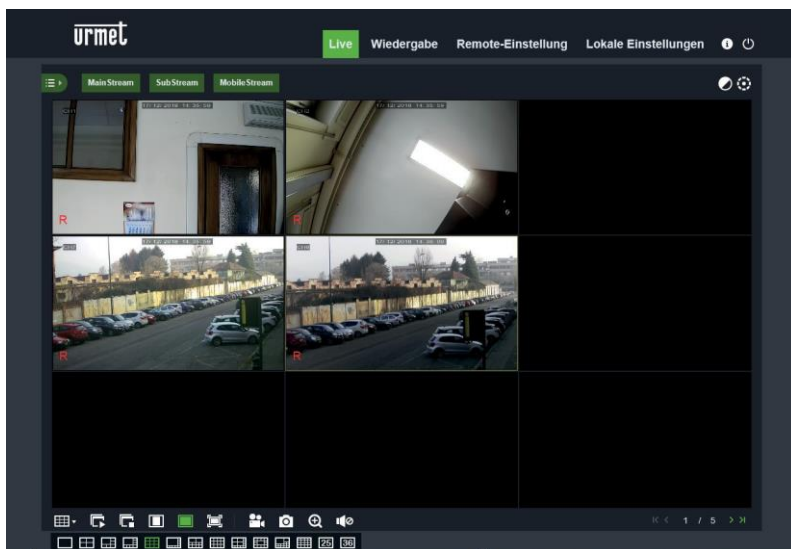 urmet
Live Wiedergabe Remote-Einstellung Lokale Einstellungen
MainStream SubStream MobileStream
R
R
R
R
1 / 5
25 36